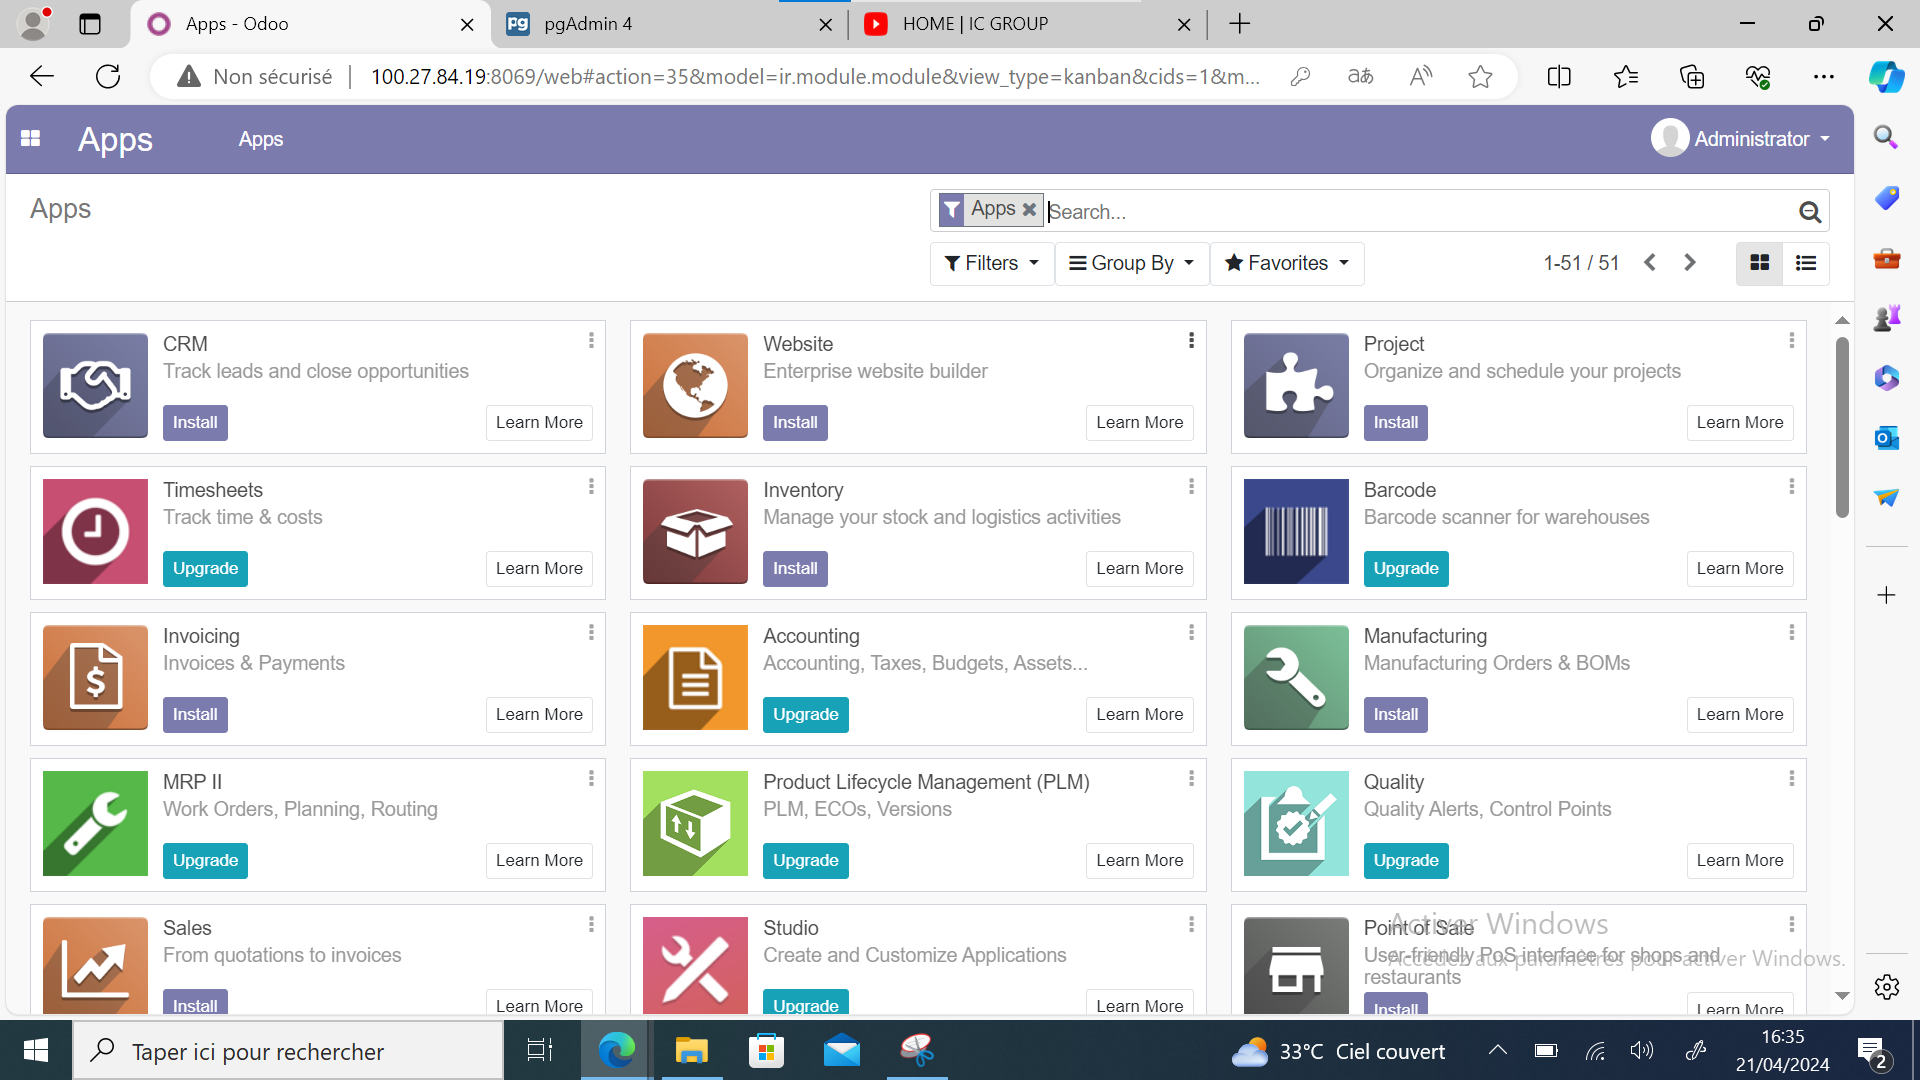 Apps - Odoo
pgAdmin 4
HOME | IC GROUP
Non sécurisé
100.27.84.19:8069/web#action=35&model=ir.module.module&view_type=kanban&cids=1&m...
Apps
Apps
Administrator
Apps
Apps
Search...
Filters
Group By
Favorites
1-51 / 51
CRM
Track leads and close opportunities
Install
Learn More
Website
Enterprise website builder
Install
Learn More
Project
Organize and schedule your projects
Install
Learn More
Timesheets
Track time & costs
Upgrade
Learn More
Inventory
Manage your stock and logistics activities
Install
Learn More
Barcode
Barcode scanner for warehouses
Upgrade
Learn More
Invoicing
Invoices & Payments
Install
Learn More
Accounting
Accounting, Taxes, Budgets, Assets...
Upgrade
Learn More
Manufacturing
Manufacturing Orders & BOMs
Install
Learn More
MRP II
Work Orders, Planning, Routing
Upgrade
Learn More
Product Lifecycle Management (PLM)
PLM, ECOs, Versions
Upgrade
Learn More
Quality
Quality Alerts, Control Points
Upgrade
Learn More
Sales
From quotations to invoices
Install
Learn More
Studio
Create and Customize Applications
Upgrade
Learn More
Point of Sale
User-friendly PoS interface for shops and
restaurants
Install
Learn More
Activer Windows
Accédez aux paramètres pour activer Windows.
Taper ici pour rechercher
33°C Ciel couvert
16:35
21/04/2024
2